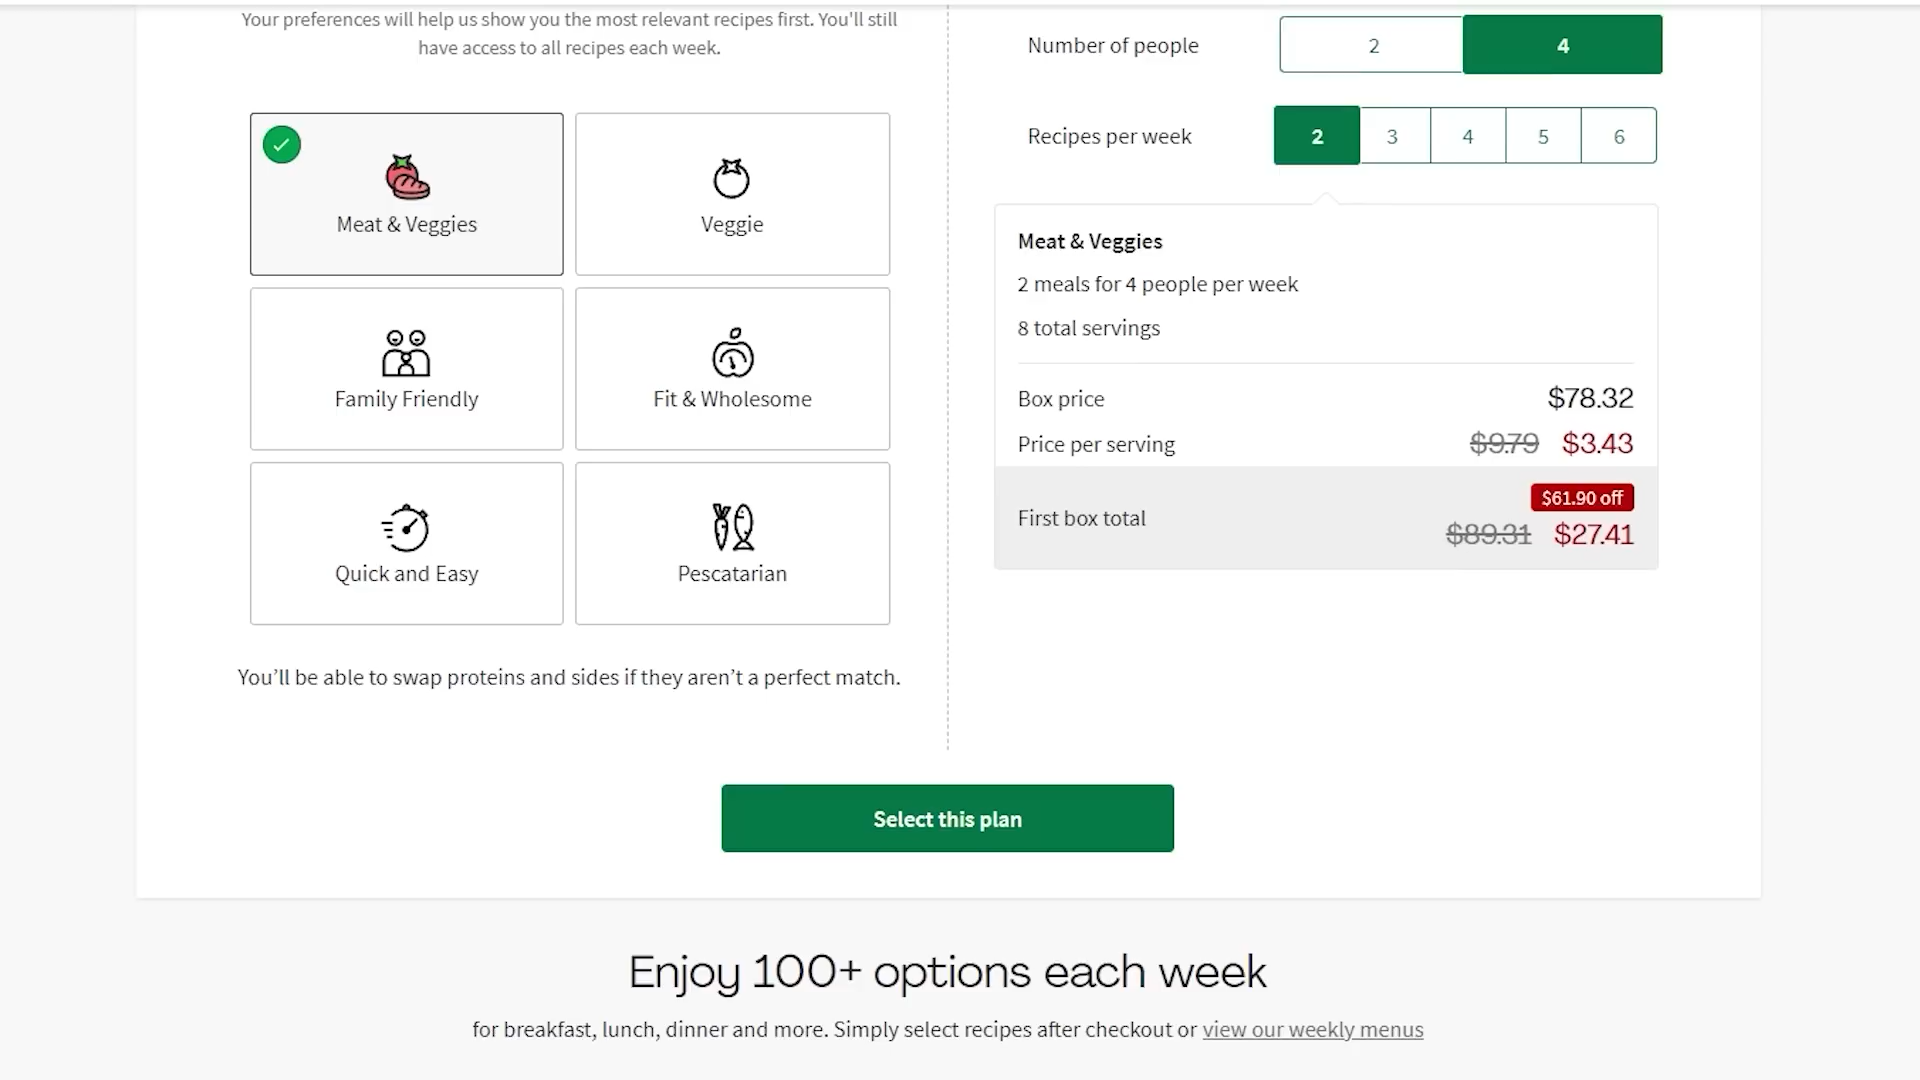 Your preferences will help us show you the most relevant recipes first. You'll still
have access to all recipes each week.
Meat & Veggies
Veggie
Family Friendly
Fit & Wholesome
Quick and Easy
Pescatarian
You’ll be able to swap proteins and sides if they aren’t a perfect match.
Number of people
2
4
Recipes per week
2
3
4
5
6
Meat & Veggies
2 meals for 4 people per week
8 total servings
Box price
$78.32
Price per serving
$9.79 $3.43
First box total
$61.90 off
$89.31 $27.41
Select this plan
Enjoy 100+ options each week
for breakfast, lunch, dinner and more. Simply select recipes after checkout or view our weekly menus